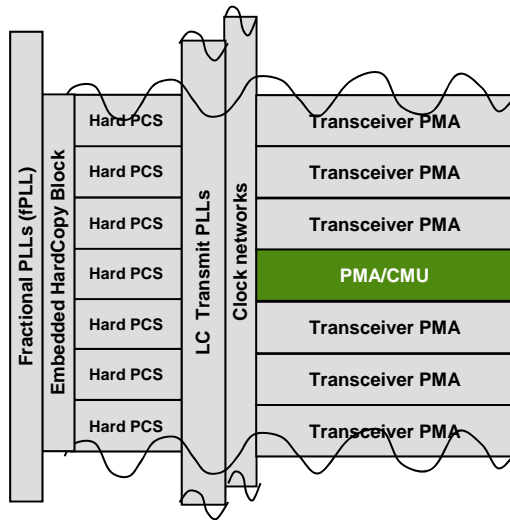 Fractional PLLs (fPLL)
Embedded HardCopy Block
Hard PCS
Hard PCS
Hard PCS
Hard PCS
Hard PCS
Hard PCS
Hard PCS
LC Transmit PLLs
Clock networks
Transceiver PMA
Transceiver PMA
Transceiver PMA
PMA/CMU
Transceiver PMA
Transceiver PMA
Transceiver PMA